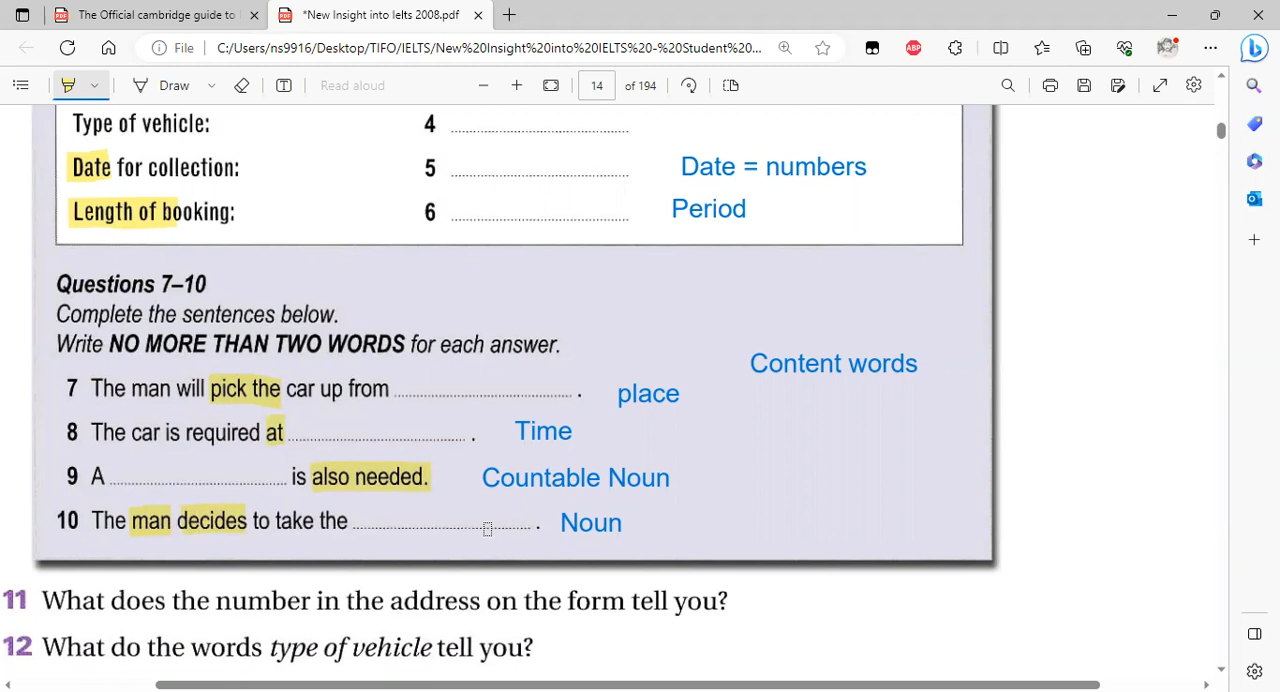 The Official cambridge guide to
*New Insight into Ielts 2008.pdf
File
C:/Users/ns9916/Desktop/TIFO/IELTS/New%20Insight%20into%20IELTS%20-%20Student%20...
ABP
Draw
Read aloud
14
of 194
Type of vehicle: 4 ........................................
Date for collection: 5 ........................................ Date = numbers
Length of booking: 6 ........................................ Period
Questions 7–10
Complete the sentences below.
Write NO MORE THAN TWO WORDS for each answer.
Content words
7 The man will pick the car up from ........................................ . place
8 The car is required at ........................................ . Time
9 A ........................................ is also needed. Countable Noun
10 The man decides to take the ........................................ . Noun
11 What does the number in the address on the form tell you?
12 What do the words type of vehicle tell you?